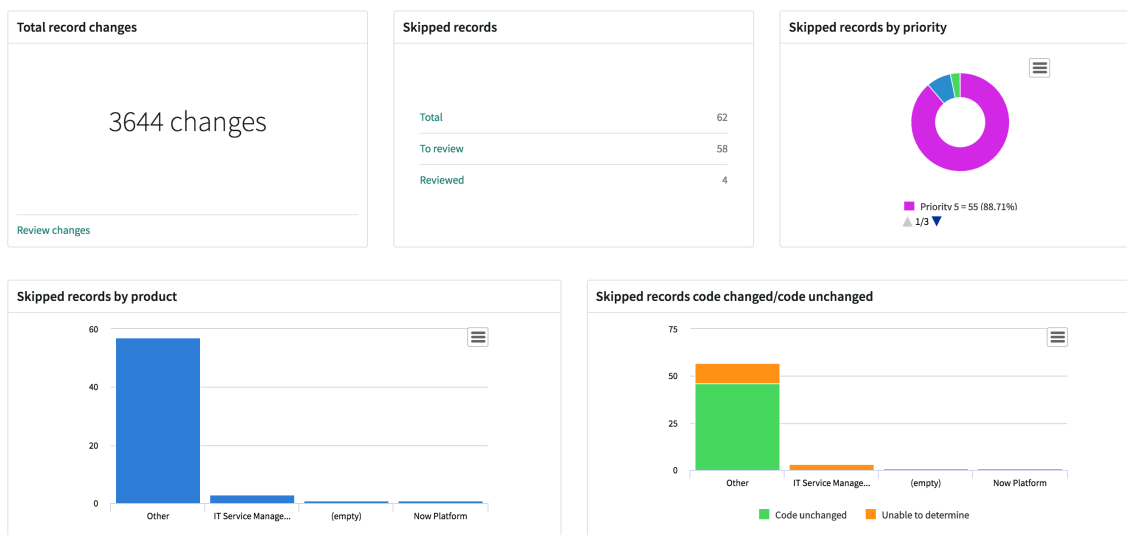 Total record changes
3644 changes
Review changes
Skipped records
Total 62
To review 58
Reviewed 4
Skipped records by priority
Priority 5 = 55 (88.71%)
1/3
Skipped records by product
60
40
20
0
Other IT Service Manage... (empty) Now Platform
Skipped records code changed/code unchanged
75
50
25
0
Other IT Service Manage... (empty) Now Platform
Code unchanged Unable to determine